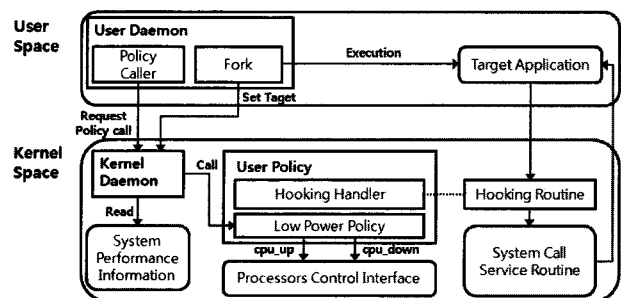 User
Space
User Daemon
Policy
Caller
Fork
Execution
Target Application
Set Taget
Request
Policy call
Kernel
Space
Kernel
Daemon
Call
User Policy
Hooking Handler
Hooking Routine
Read
Low Power Policy
System
Performance
Information
cpu_up
cpu_down
Processors Control Interface
System Call
Service Routine